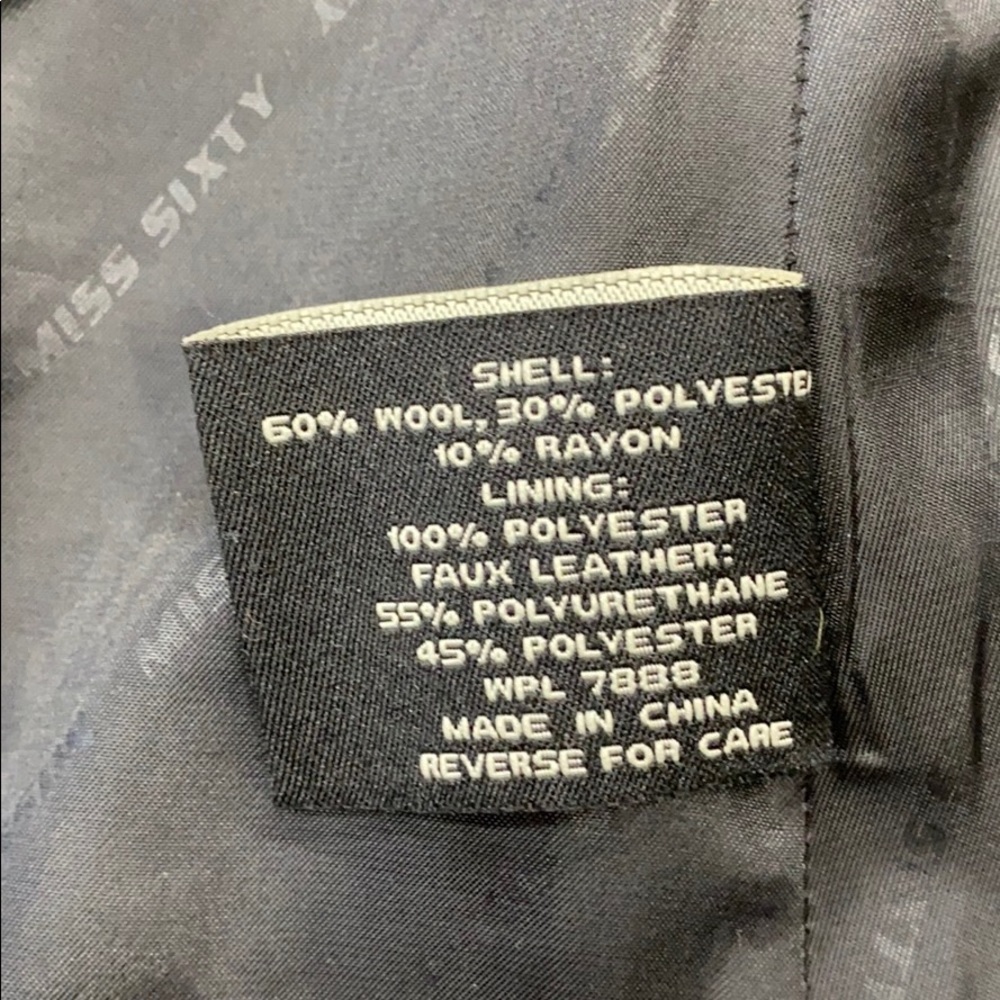 MISS SIXTY
SHELL:
60% WOOL, 30% POLYESTE
10% RAYON
LINING:
100% POLYESTER
FAUX LEATHER:
55% POLYURETHANE
45% POLYESTER
WPL 7888
MADE IN CHINA
REVERSE FOR CARE